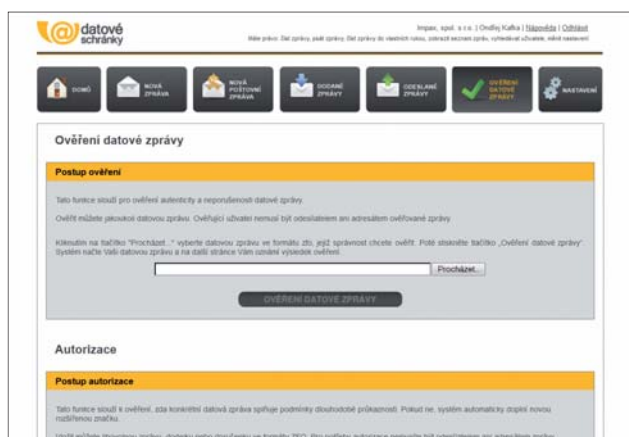 datové
schránky
Impax, spol. s r.o. | Ondřej Kafka | Nápověda | Odhlásit
Máte právo: číst zprávy, psát zprávy, číst zprávy do vlastních rukou, zobrazit seznam zpráv, vyhledávat uživatele, měnit nastavení
DOMŮ
NOVÁ
ZPRÁVA
NOVÁ
POŠTOVNÍ
ZPRÁVA
DODANÉ
ZPRÁVY
ODESLANÉ
ZPRÁVY
OVĚŘENÍ
DATOVÉ
ZPRÁVY
NASTAVENÍ
Ověření datové zprávy
Postup ověření
Tato funkce slouží pro ověření autenticity a neporušenosti datové zprávy.
Ověřit můžete jakoukoli datovou zprávu. Ověřující uživatel nemusí být odesílatelem ani adresátem ověřované zprávy.
Kliknutím na tlačítko "Procházet..." vyberte datovou zprávu ve formátu zfo, jejíž správnost chcete ověřit. Poté stiskněte tlačítko „Ověření datové zprávy“.
Systém načte Vaši datovou zprávu a na další stránce Vám oznámí výsledek ověření.
Procházet...
OVĚŘENÍ DATOVÉ ZPRÁVY
Autorizace
Postup autorizace
Tato funkce slouží k ověření, zda konkrétní datová zpráva splňuje podmínky dlouhodobé průkaznosti. Pokud ne, systém automaticky doplní novou
rozšířenou značku.